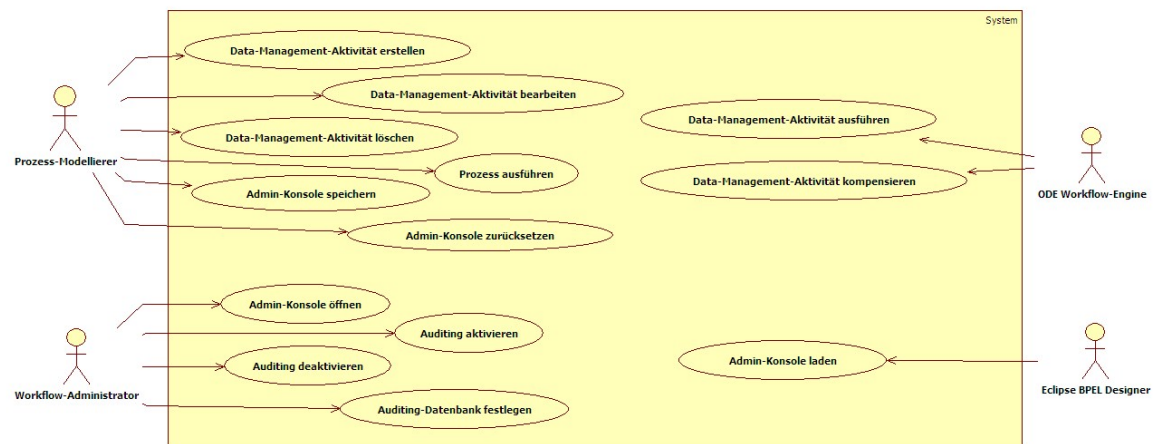 System
Data-Management-Aktivität erstellen
Data-Management-Aktivität bearbeiten
Data-Management-Aktivität ausführen
Data-Management-Aktivität löschen
Prozess-Modellierer
Prozess ausführen
Data-Management-Aktivität kompensieren
Admin-Konsole speichern
ODE Workflow-Engine
Admin-Konsole zurücksetzen
Admin-Konsole öffnen
Auditing aktivieren
Admin-Konsole laden
Auditing deaktivieren
Workflow-Administrator
Eclipse BPEL Designer
Auditing-Datenbank festlegen